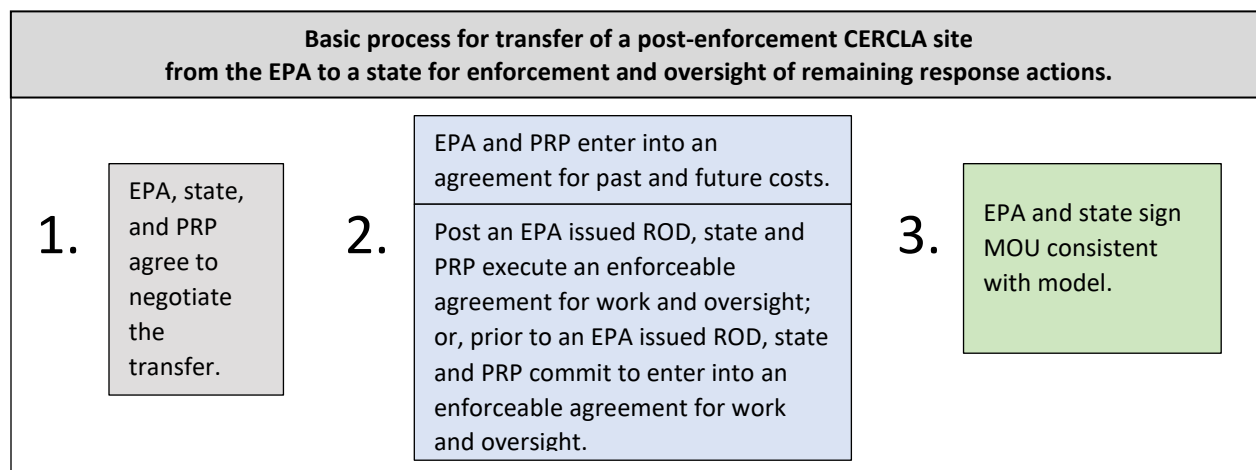 Basic process for transfer of a post-enforcement CERCLA site
from the EPA to a state for enforcement and oversight of remaining response actions.
1.
EPA, state,
and PRP
agree to
negotiate
the
transfer.
2.
EPA and PRP enter into an
agreement for past and future costs.
Post an EPA issued ROD, state and
PRP execute an enforceable
agreement for work and oversight;
or, prior to an EPA issued ROD, state
and PRP commit to enter into an
enforceable agreement for work
and oversight.
3.
EPA and state sign
MOU consistent
with model.